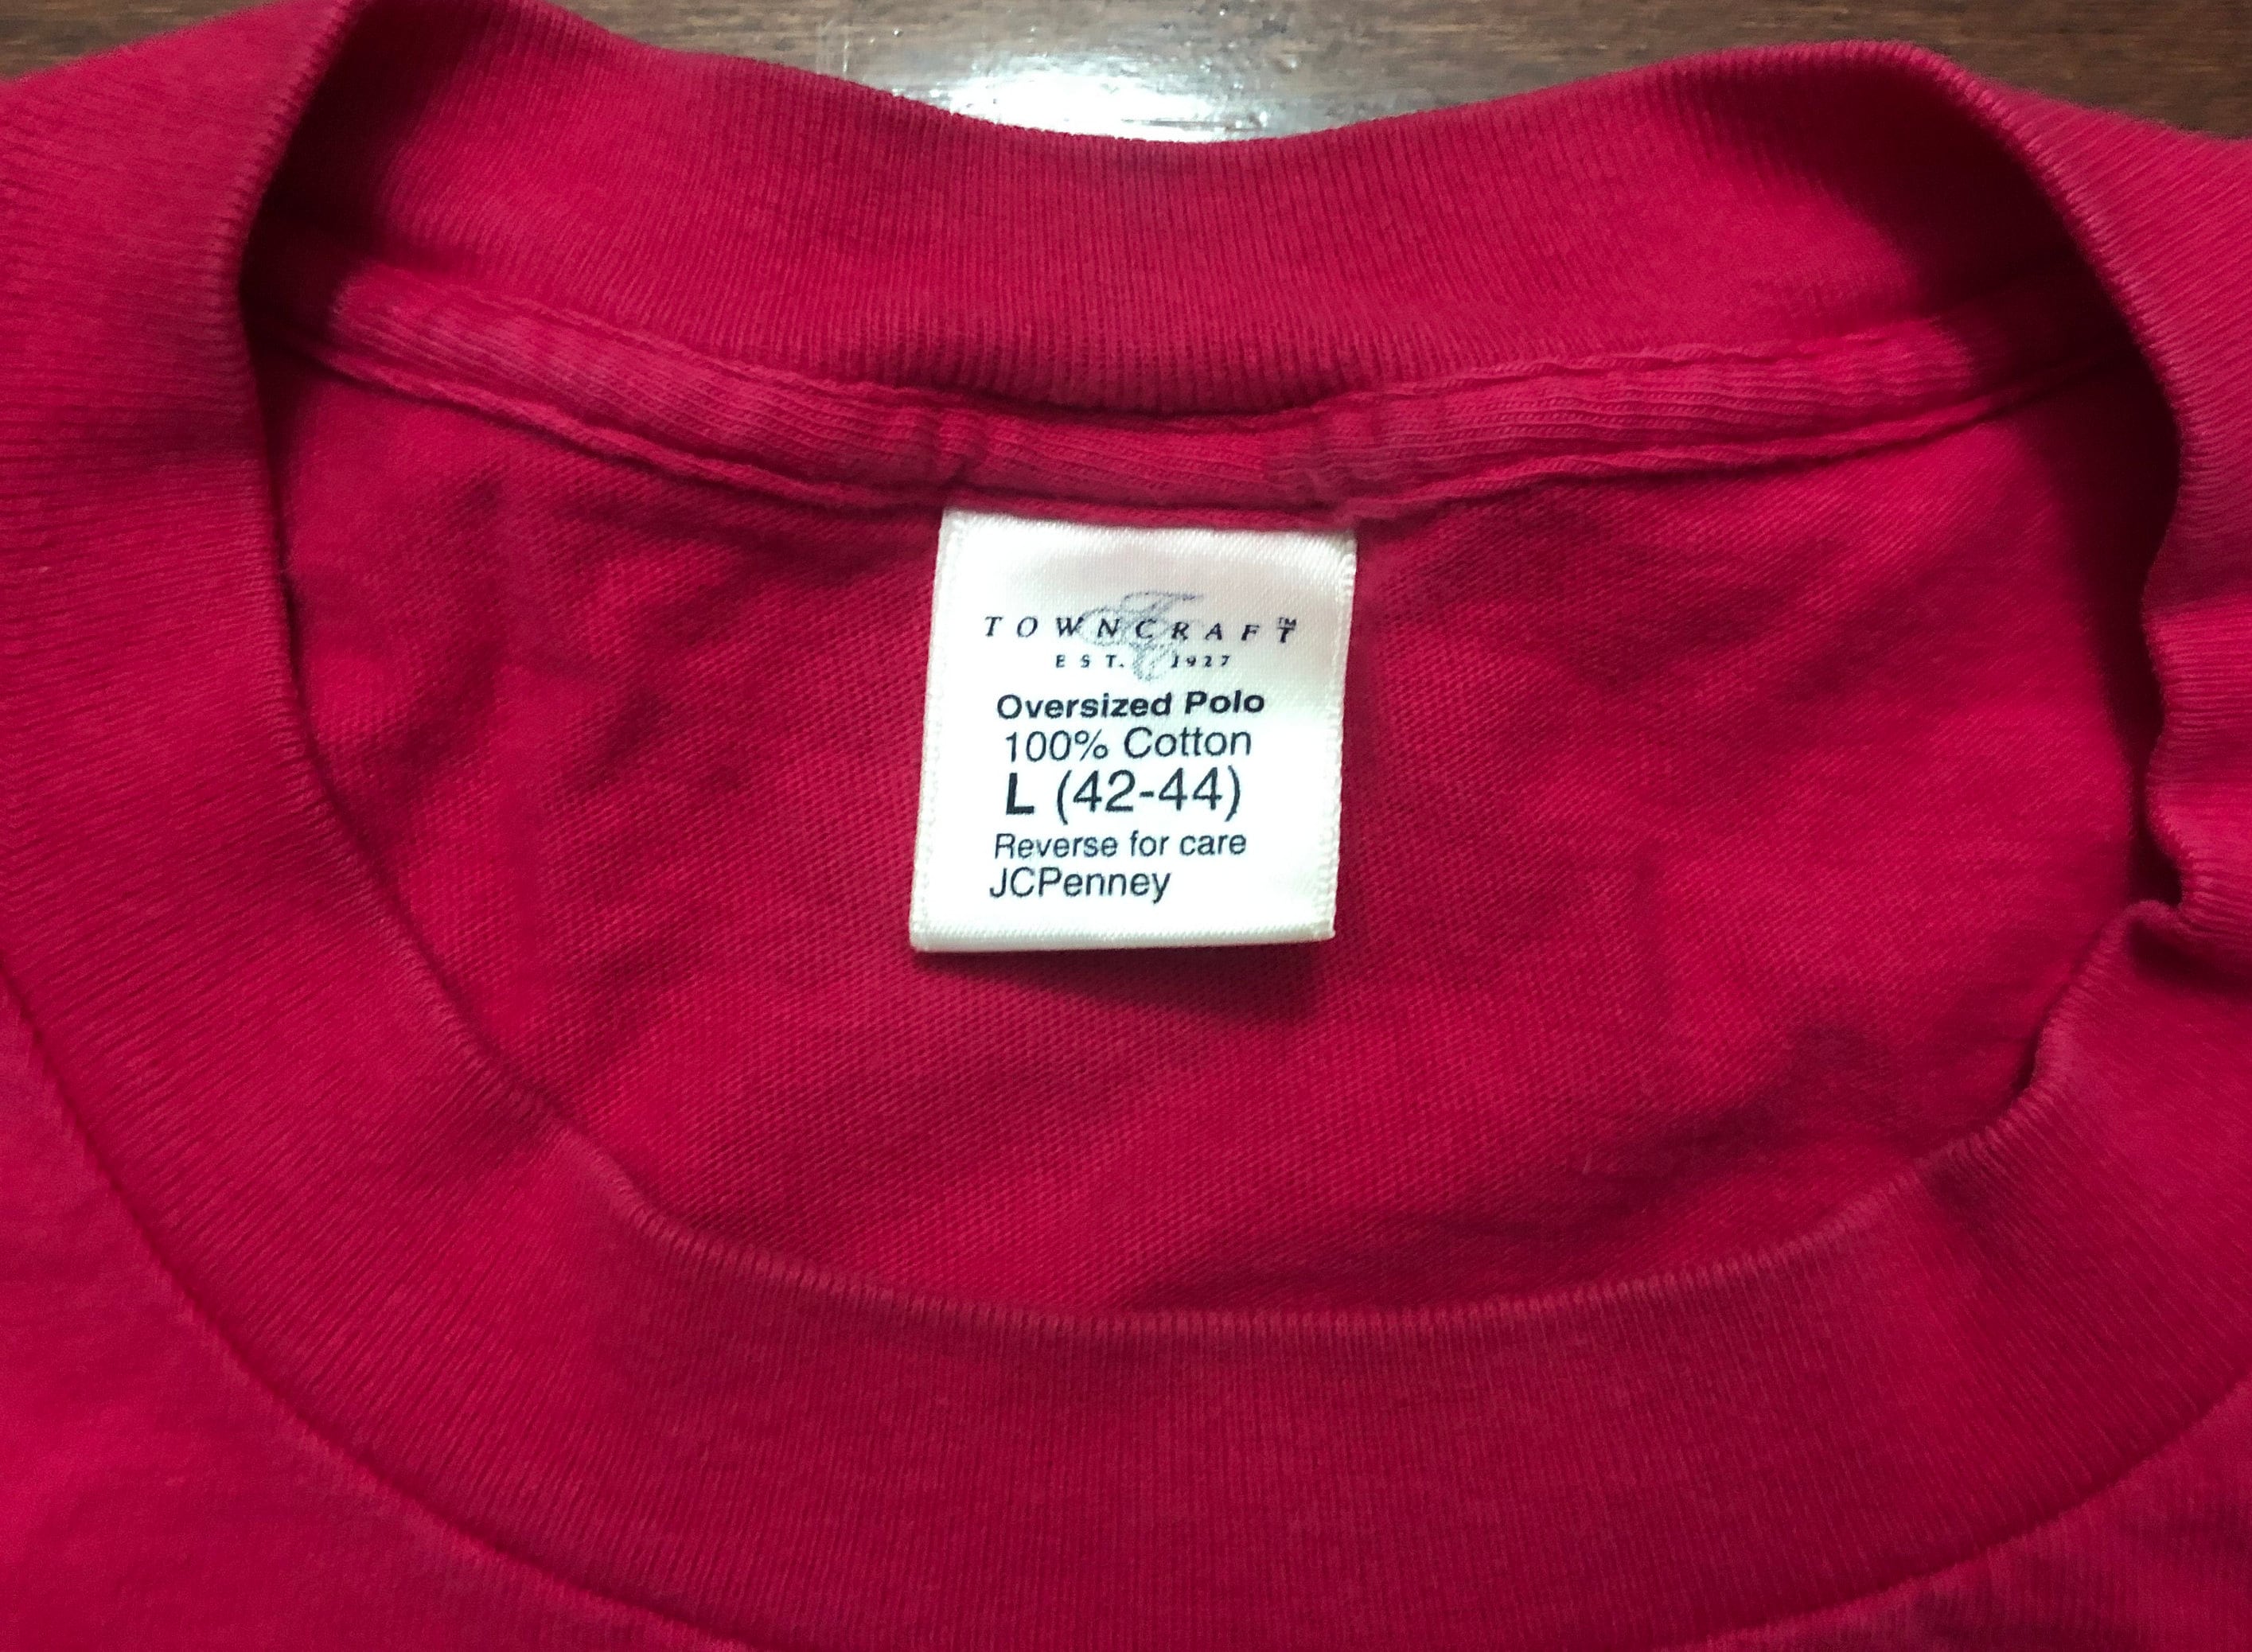 TOWNCRAFT™
EST. 1927
Oversized Polo
100% Cotton
L (42-44)
Reverse for care
JCPenney